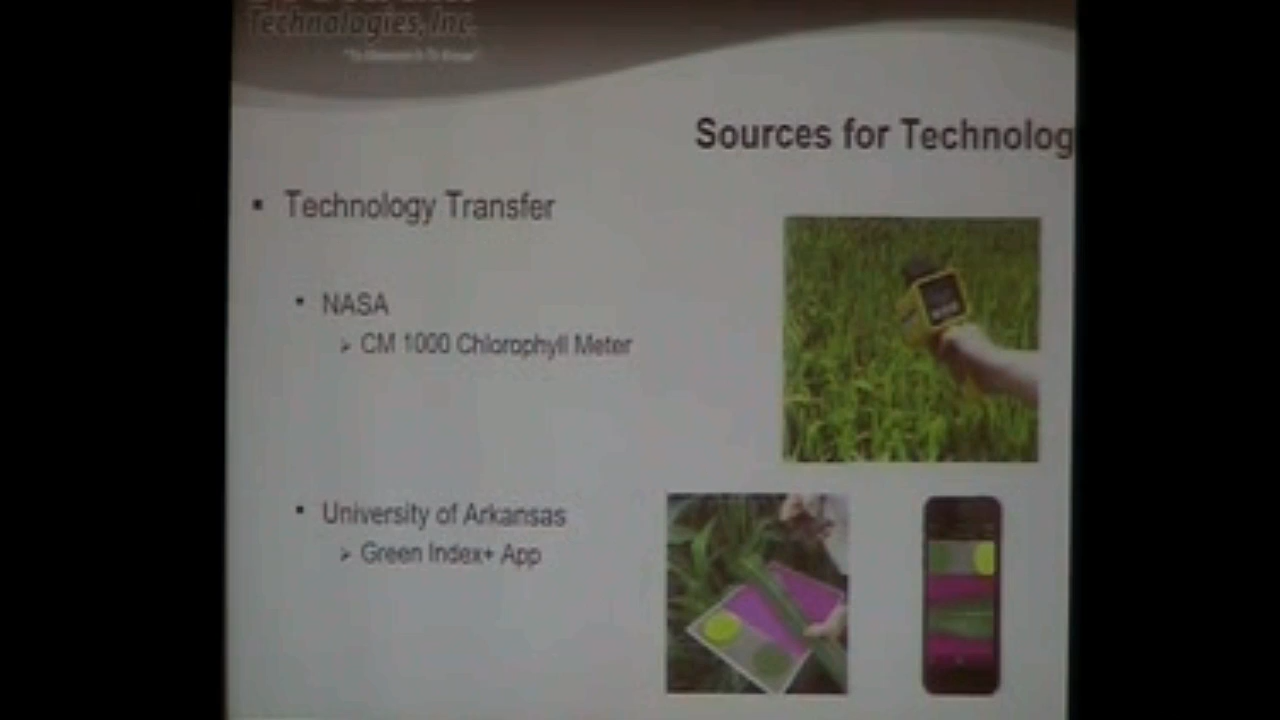 Technologies, Inc.
Sources for Technolog
▪ Technology Transfer
• NASA
➢ CM 1000 Chlorophyll Meter
• University of Arkansas
➢ Green Index+ App